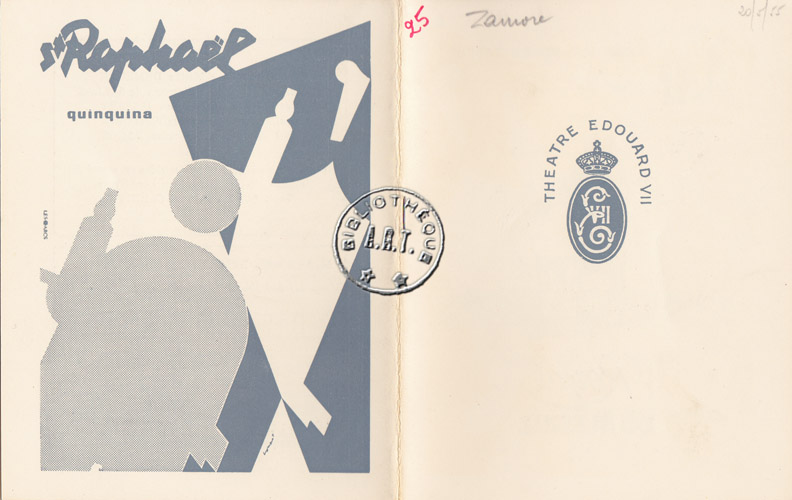 St Raphaël
quinquina
25
Zamore
20/5/55
THEATRE EDOUARD VII
BIBLIOTHÈQUE
A.R.T.